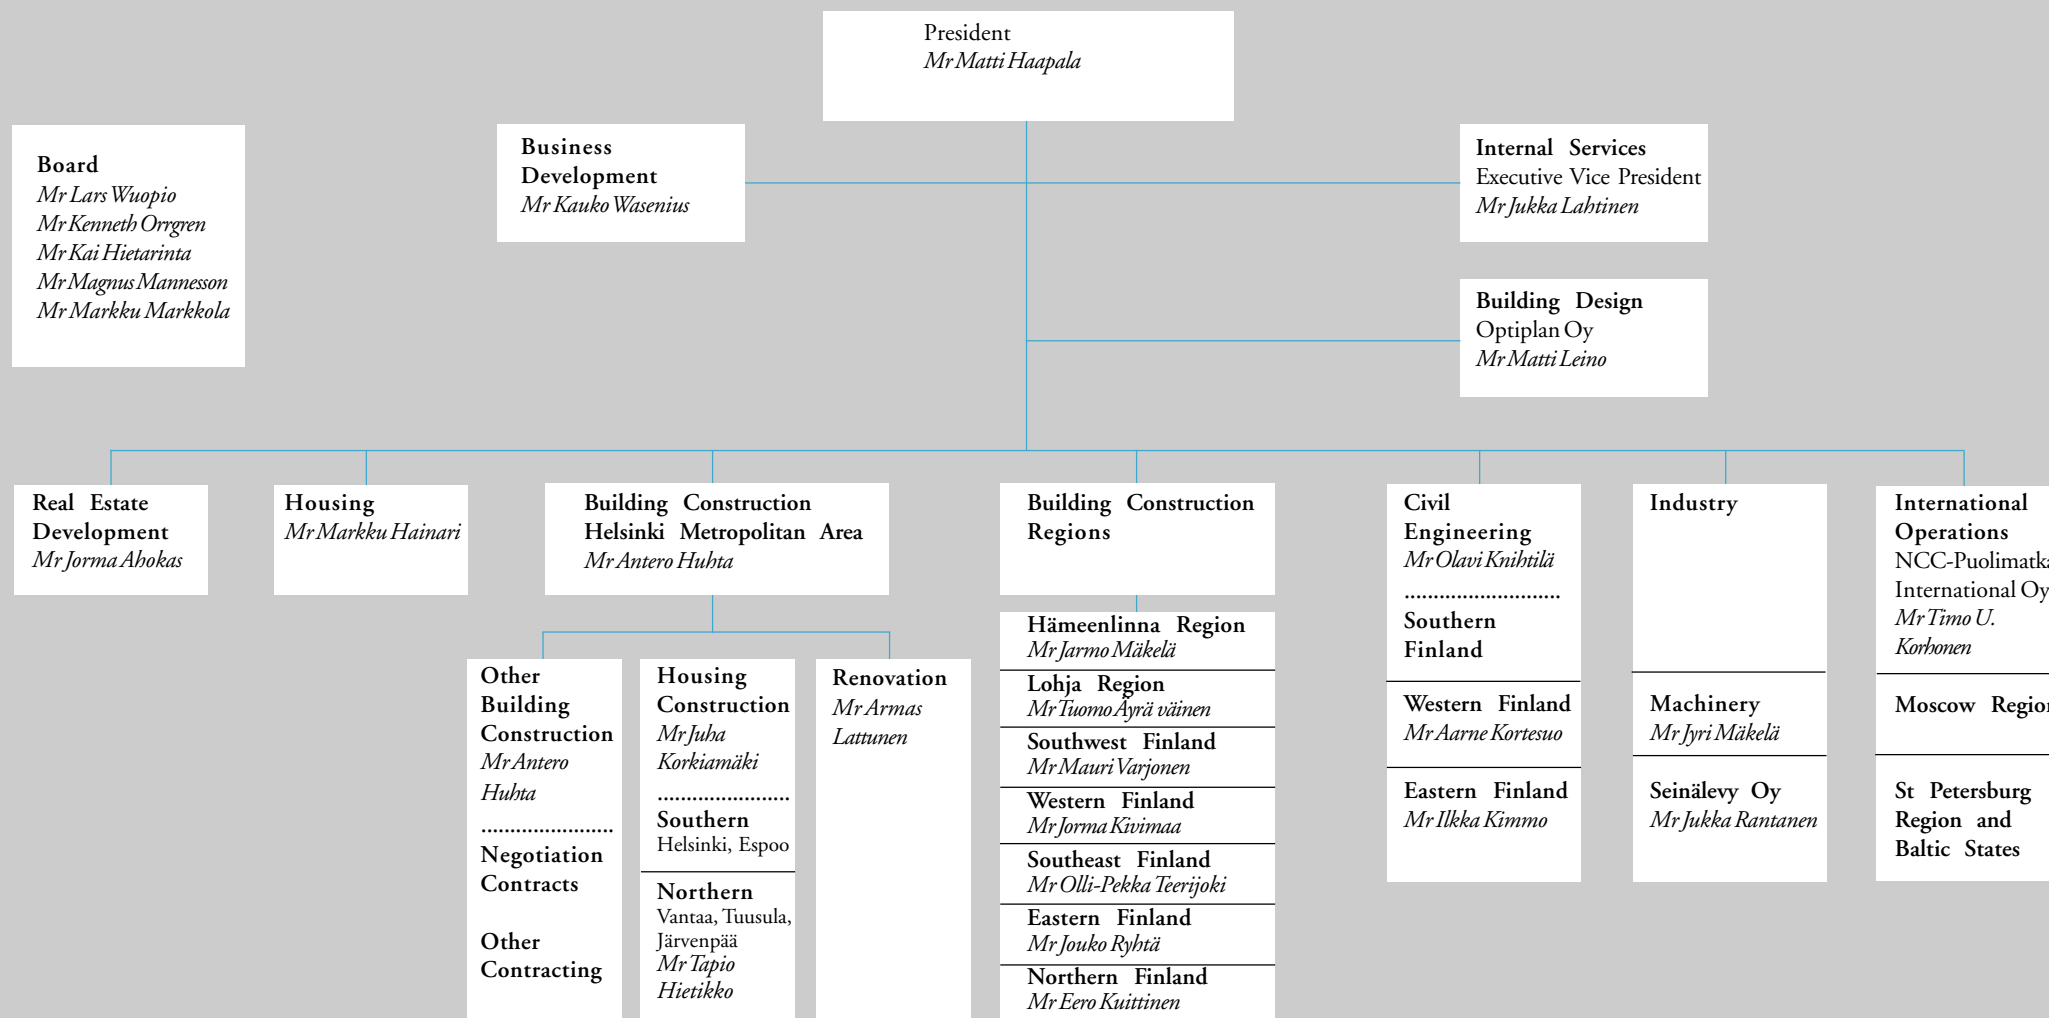 President
Mr Matti Haapala
Board
Mr Lars Wuopio
Mr Kenneth Orrgren
Mr Kai Hietarinta
Mr Magnus Mannesson
Mr Markku Markkola
Business
Development
Mr Kauko Wasenius
Internal Services
Executive Vice President
Mr Jukka Lahtinen
Building Design
Optiplan Oy
Mr Matti Leino
Real Estate
Development
Mr Jorma Ahokas
Housing
Mr Markku Hainari
Building Construction
Helsinki Metropolitan Area
Mr Antero Huhta
Other
Building
Construction
Mr Antero
Huhta
.......................
Negotiation
Contracts
Other
Contracting
Housing
Construction
Mr Juha
Korkiamäki
.......................
Southern
Helsinki, Espoo
Northern
Vantaa, Tuusula,
Järvenpää
Mr Tapio
Hietikko
Renovation
Mr Armas
Lattunen
Building Construction
Regions
Hämeenlinna Region
Mr Jarmo Mäkelä
Lohja Region
Mr Tuomo Äyrä väinen
Southwest Finland
Mr Mauri Varjonen
Western Finland
Mr Jorma Kivimaa
Southeast Finland
Mr Olli-Pekka Teerijoki
Eastern Finland
Mr Jouko Ryhtä
Northern Finland
Mr Eero Kuittinen
Civil
Engineering
Mr Olavi Knihtilä
...........................
Southern
Finland
Western Finland
Mr Aarne Kortesuo
Eastern Finland
Mr Ilkka Kimmo
Industry
Machinery
Mr Jyri Mäkelä
Seinälevy Oy
Mr Jukka Rantanen
International
Operations
NCC-Puolimatka
International Oy
Mr Timo U.
Korhonen
Moscow Region
St Petersburg
Region and
Baltic States